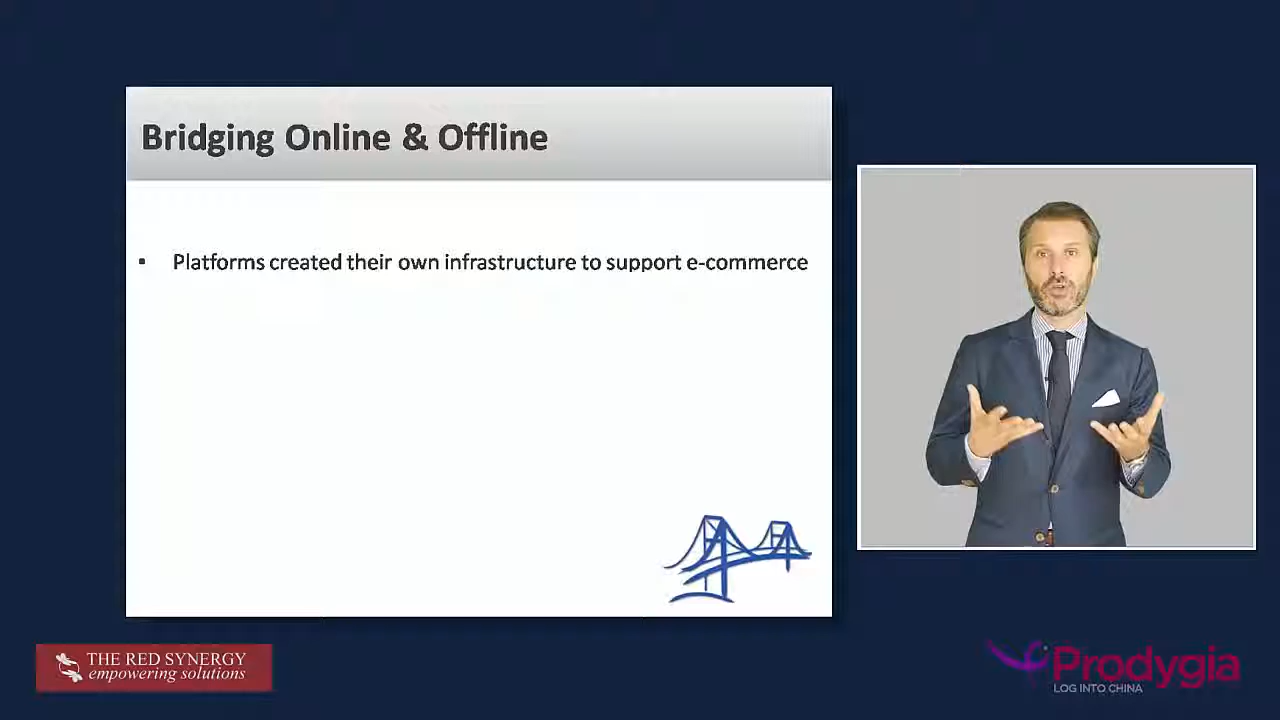 Bridging Online & Offline
• Platforms created their own infrastructure to support e-commerce
THE RED SYNERGY
empowering solutions
Prodygia
LOG INTO CHINA